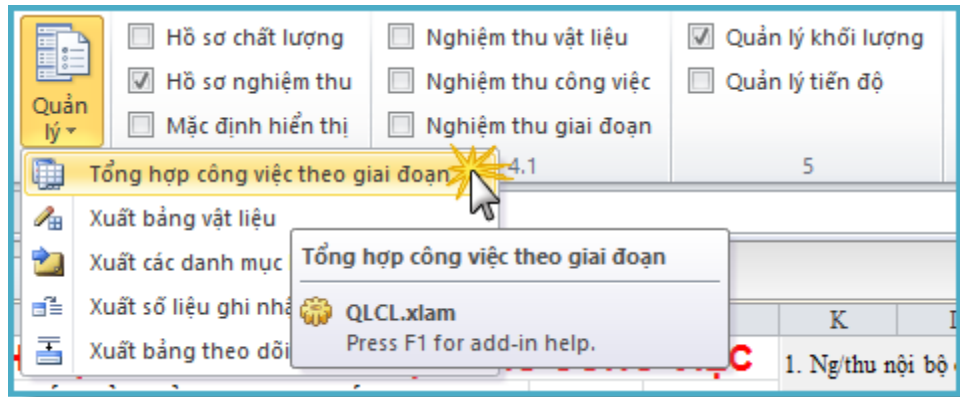 Hồ sơ chất lượng
Nghiệm thu vật liệu
Quản lý khối lượng
Hồ sơ nghiệm thu
Nghiệm thu công việc
Quản lý tiến độ
Quản
lý
Mặc định hiển thị
Nghiệm thu giai đoạn
4.1
5
Tổng hợp công việc theo giai đoạn
Xuất bảng vật liệu
Xuất các danh mục
Tổng hợp công việc theo giai đoạn
Xuất số liệu ghi
QLCL.xlam
Press F1 for add-in help.
Xuất bảng theo dõi
K
1. Ng/thu nội bộ